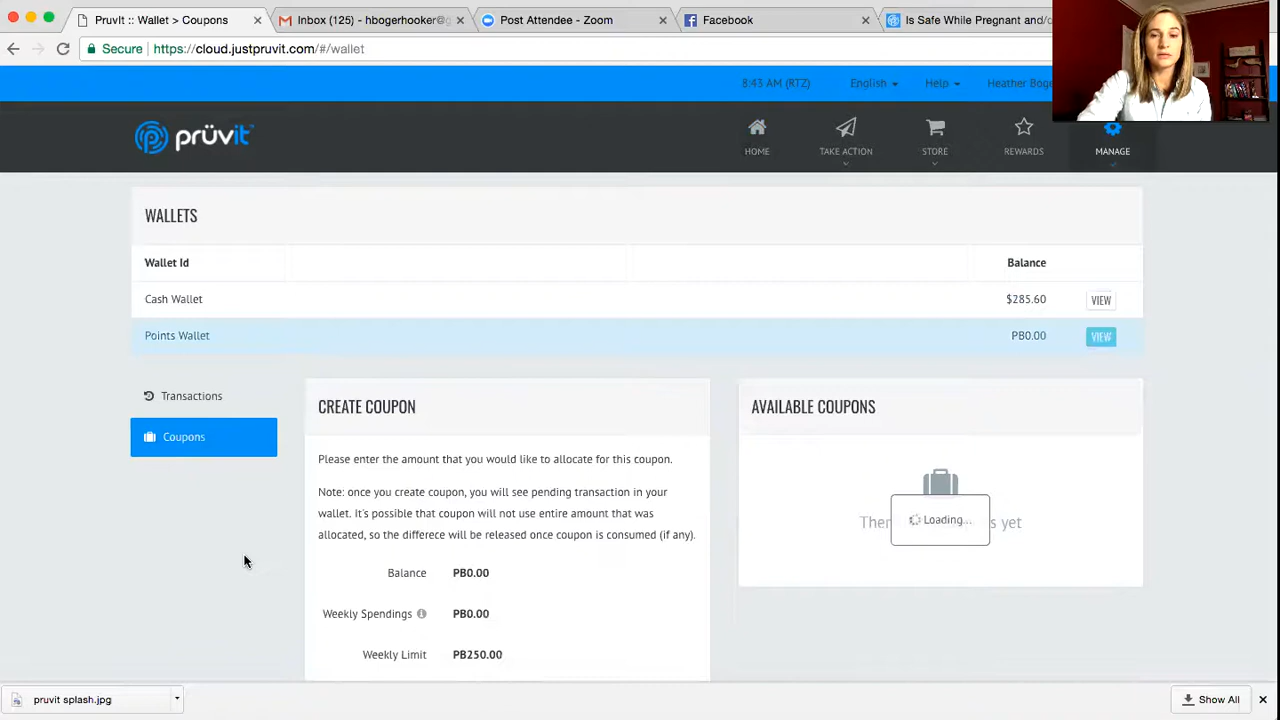 Pruvit :: Wallet > Coupons
Inbox (125) - hbogerhooker@g
Post Attendee - Zoom
Facebook
Is Safe While Pregnant and/o
Secure https://cloud.justpruvit.com/#/wallet
8:43 AM (RTZ) English Help Heather Boge
prüvit
HOME TAKE ACTION STORE REWARDS MANAGE
WALLETS
Wallet Id Balance
Cash Wallet $285.60 VIEW
Points Wallet PB0.00 VIEW
Transactions
Coupons
CREATE COUPON
Please enter the amount that you would like to allocate for this coupon.
Note: once you create coupon, you will see pending transaction in your
wallet. It's possible that coupon will not use entire amount that was
allocated, so the differece will be released once coupon is consumed (if any).
Balance PB0.00
Weekly Spendings PB0.00
Weekly Limit PB250.00
AVAILABLE COUPONS
Loading...
Ther s yet
pruvit splash.jpg
Show All